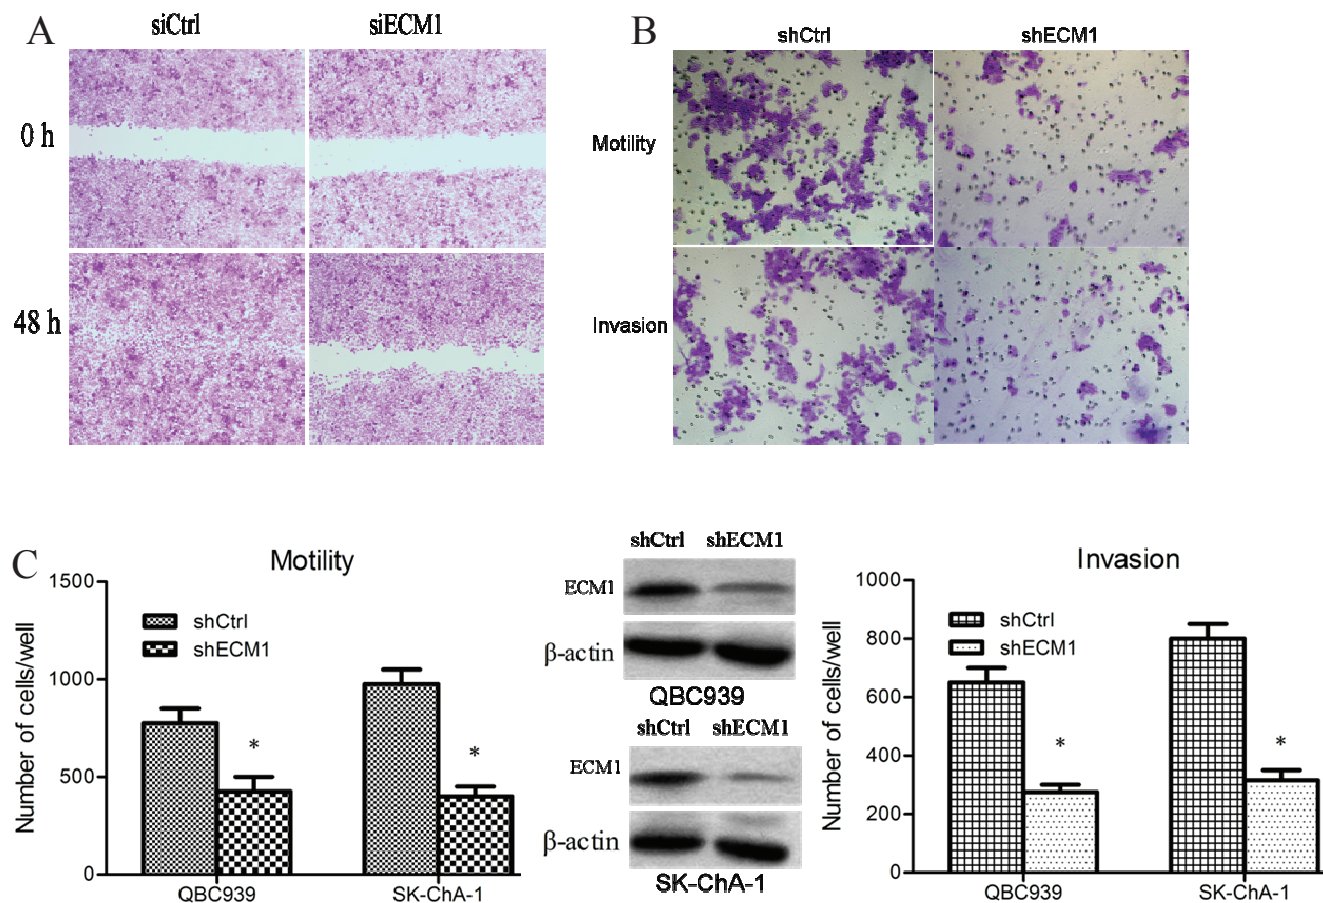 A
siCtrl
siECM1
0 h
48 h
B
shCtrl
shECM1
Motility
Invasion
C
Motility
Number of cells/well
1500
1000
500
0
shCtrl
shECM1
*
*
QBC939
SK-ChA-1
shCtrl
shECM1
ECM1
β-actin
QBC939
shCtrl
shECM1
ECM1
β-actin
SK-ChA-1
Invasion
Number of cells/well
1000
800
600
400
200
0
shCtrl
shECM1
*
*
QBC939
SK-ChA-1